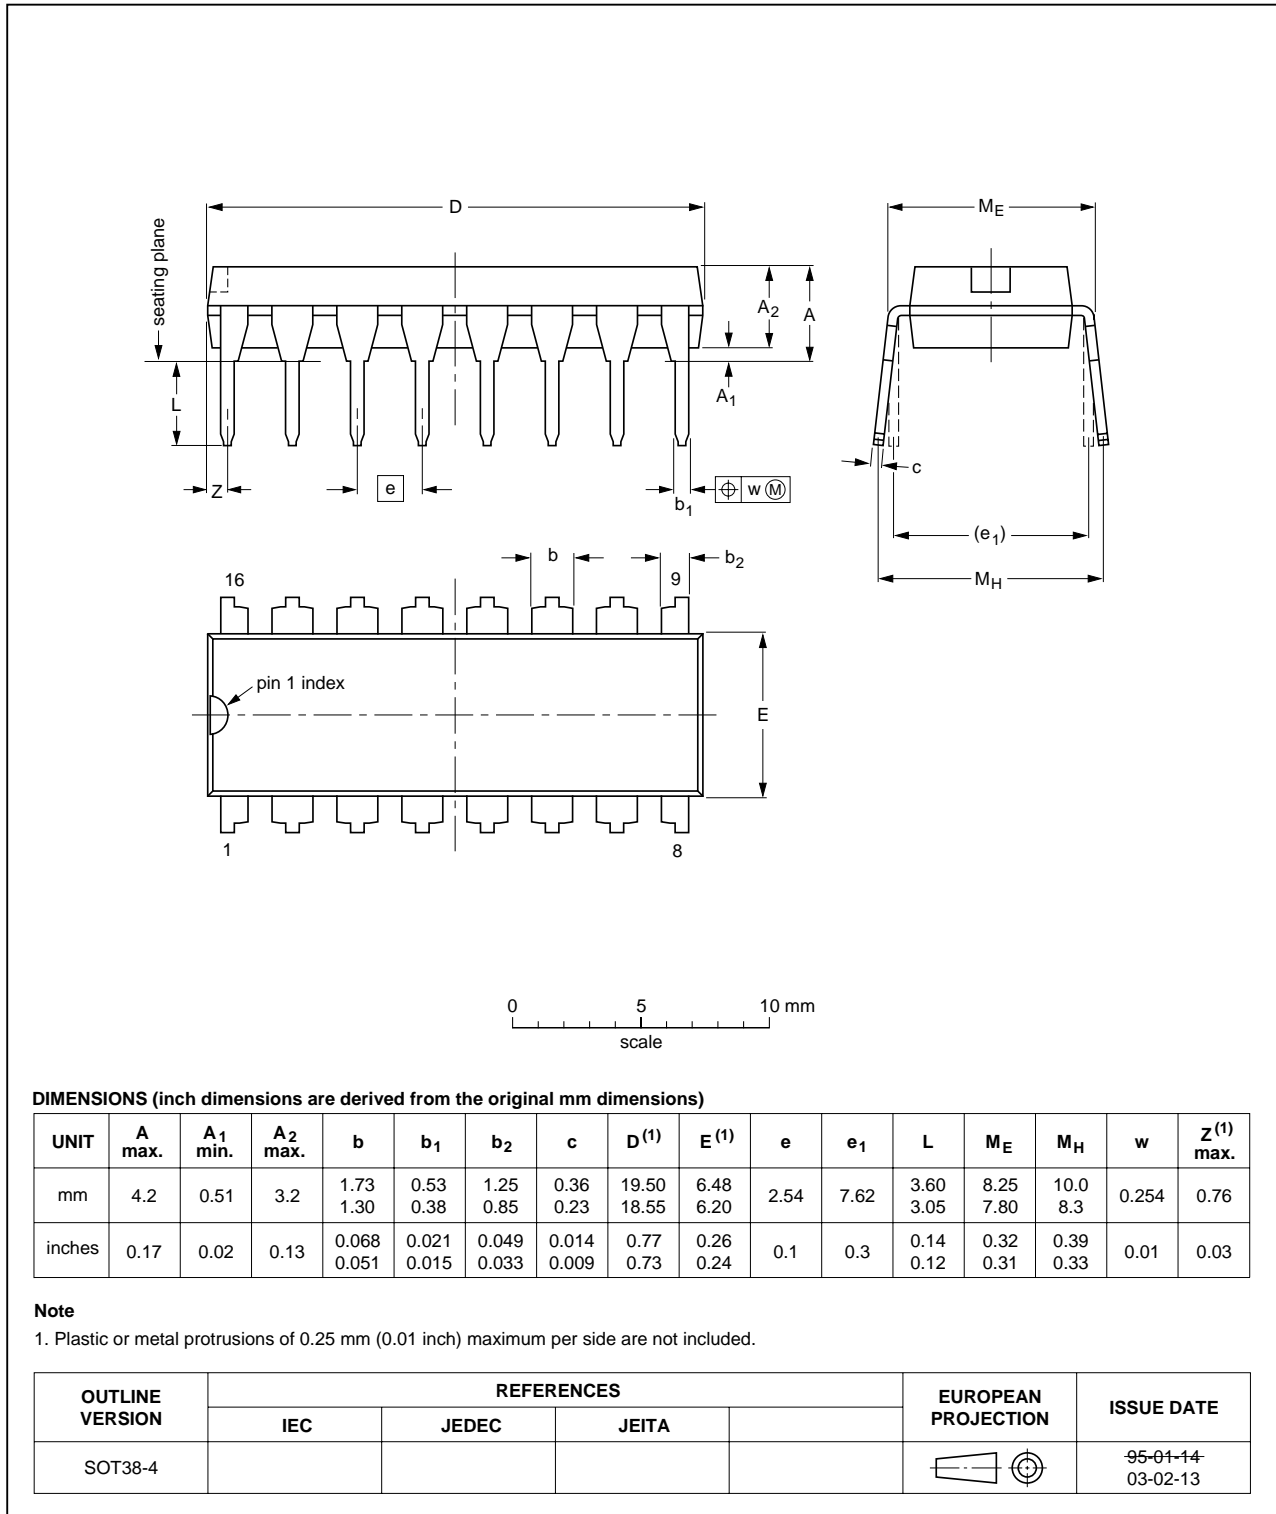 D
M_E
seating plane
A_2
A
L
A_1
c
Z
e
b_1
w M
(e_1)
M_H
b
b_2
16
9
pin 1 index
E
1
8
0 5 10 mm
scale
DIMENSIONS (inch dimensions are derived from the original mm dimensions)
UNIT A max. A1 min. A2 max. b b1 b2 c D(1) E(1) e e1 L ME MH w Z(1) max.
mm 4.2 0.51 3.2 1.73 1.30 0.53 0.38 1.25 0.85 0.36 0.23 19.50 18.55 6.48 6.20 2.54 7.62 3.60 3.05 8.25 7.80 10.0 8.3 0.254 0.76
inches 0.17 0.02 0.13 0.068 0.051 0.021 0.015 0.049 0.033 0.014 0.009 0.77 0.73 0.26 0.24 0.1 0.3 0.14 0.12 0.32 0.31 0.39 0.33 0.01 0.03
Note
1. Plastic or metal protrusions of 0.25 mm (0.01 inch) maximum per side are not included.
OUTLINE VERSION REFERENCES EUROPEAN PROJECTION ISSUE DATE
IEC JEDEC JEITA
SOT38-4 95-01-14
03-02-13